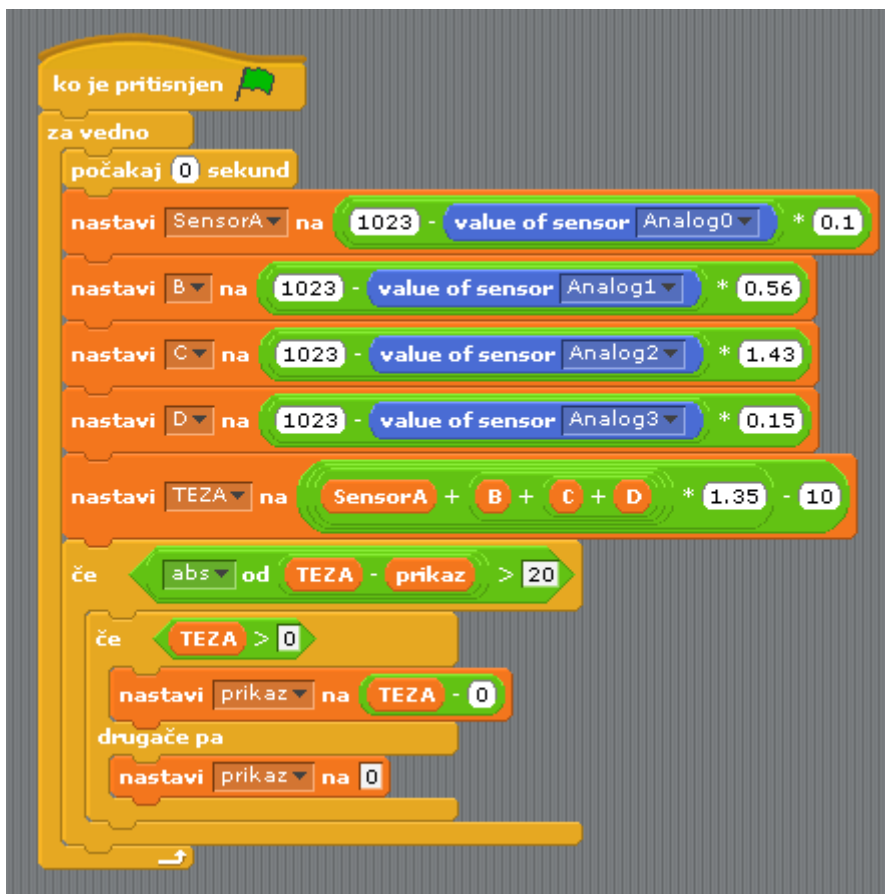 ko je pritisnjen
za vedno
počakaj 0 sekund
nastavi SensorA na 1023 - value of sensor Analog0 * 0.1
nastavi B na 1023 - value of sensor Analog1 * 0.56
nastavi C na 1023 - value of sensor Analog2 * 1.43
nastavi D na 1023 - value of sensor Analog3 * 0.15
nastavi TEZA na SensorA + B + C + D * 1.35 - 10
če abs od TEZA - prikaz > 20
če TEZA > 0
nastavi prikaz na TEZA - 0
drugače pa
nastavi prikaz na 0